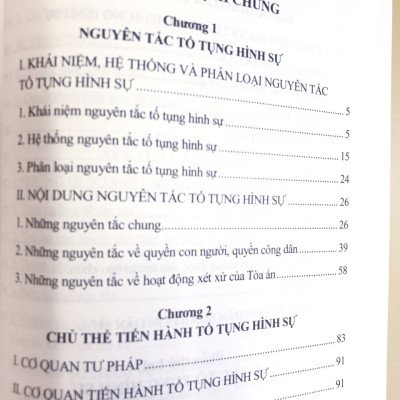 CHUNG
Chương 1
NGUYÊN TẮC TỐ TỤNG HÌNH SỰ
I. KHÁI NIỆM, HỆ THỐNG VÀ PHÂN LOẠI NGUYÊN TẮC
TỐ TỤNG HÌNH SỰ 5
1. Khái niệm nguyên tắc tố tụng hình sự 5
2. Hệ thống nguyên tắc tố tụng hình sự 15
3. Phân loại nguyên tắc tố tụng hình sự 24
II. NỘI DUNG NGUYÊN TẮC TỐ TỤNG HÌNH SỰ 26
1. Những nguyên tắc chung 26
2. Những nguyên tắc về quyền con người, quyền công dân 39
3. Những nguyên tắc về hoạt động xét xử của Tòa án 58
Chương 2
CHỦ THỂ TIẾN HÀNH TỐ TỤNG HÌNH SỰ 83
I. CƠ QUAN TƯ PHÁP 91
II. CƠ QUAN TIẾN HÀNH TỐ TỤNG HÌNH SỰ 91